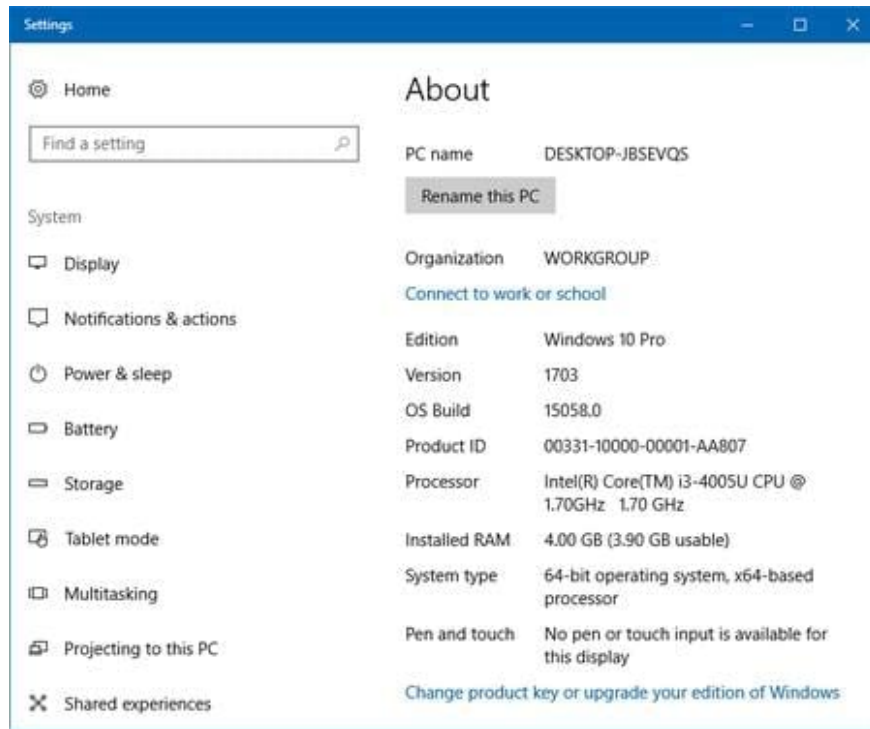 Settings
Home
Find a setting
System
Display
Notifications & actions
Power & sleep
Battery
Storage
Tablet mode
Multitasking
Projecting to this PC
Shared experiences
About
PC name DESKTOP-JBSEVQS
Rename this PC
Organization WORKGROUP
Connect to work or school
Edition Windows 10 Pro
Version 1703
OS Build 15058.0
Product ID 00331-10000-00001-AA807
Processor Intel(R) Core(TM) i3-4005U CPU @
1.70GHz 1.70 GHz
Installed RAM 4.00 GB (3.90 GB usable)
System type 64-bit operating system, x64-based
processor
Pen and touch No pen or touch input is available for
this display
Change product key or upgrade your edition of Windows